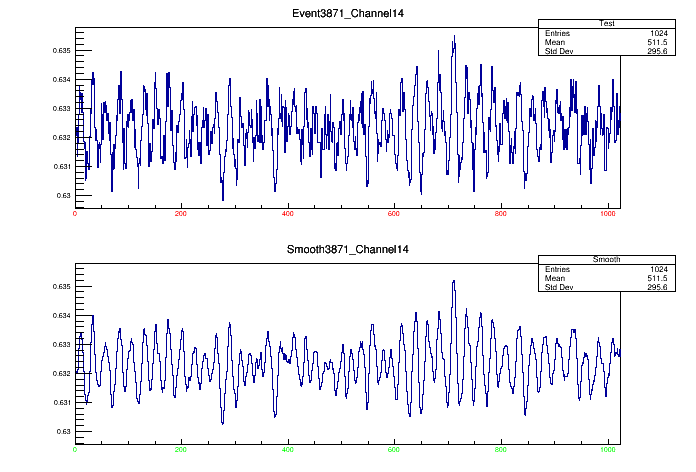 Event3871_Channel14
Test
Entries 1024
Mean 511.5
Std Dev 295.6
0.635
0.634
0.633
0.632
0.631
0.63
0 200 400 600 800 1000
Smooth3871_Channel14
Smooth
Entries 1024
Mean 511.5
Std Dev 295.6
0.635
0.634
0.633
0.632
0.631
0.63
0 200 400 600 800 1000